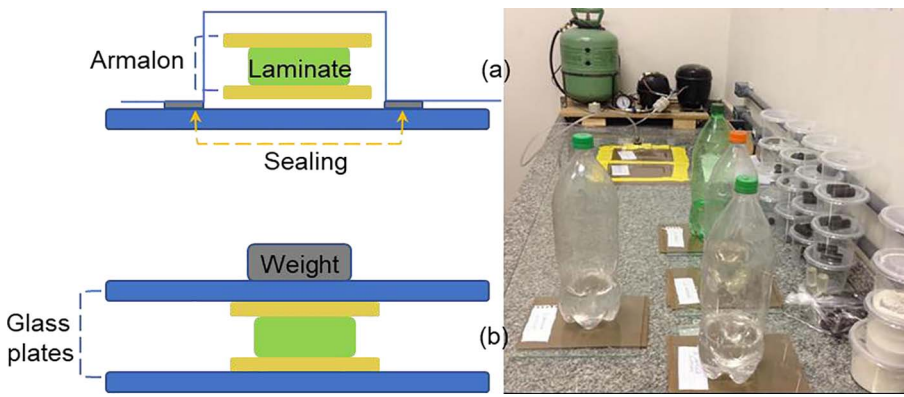 Armalon
Laminate
(a)
Sealing
Weight
Glass
plates
(b)